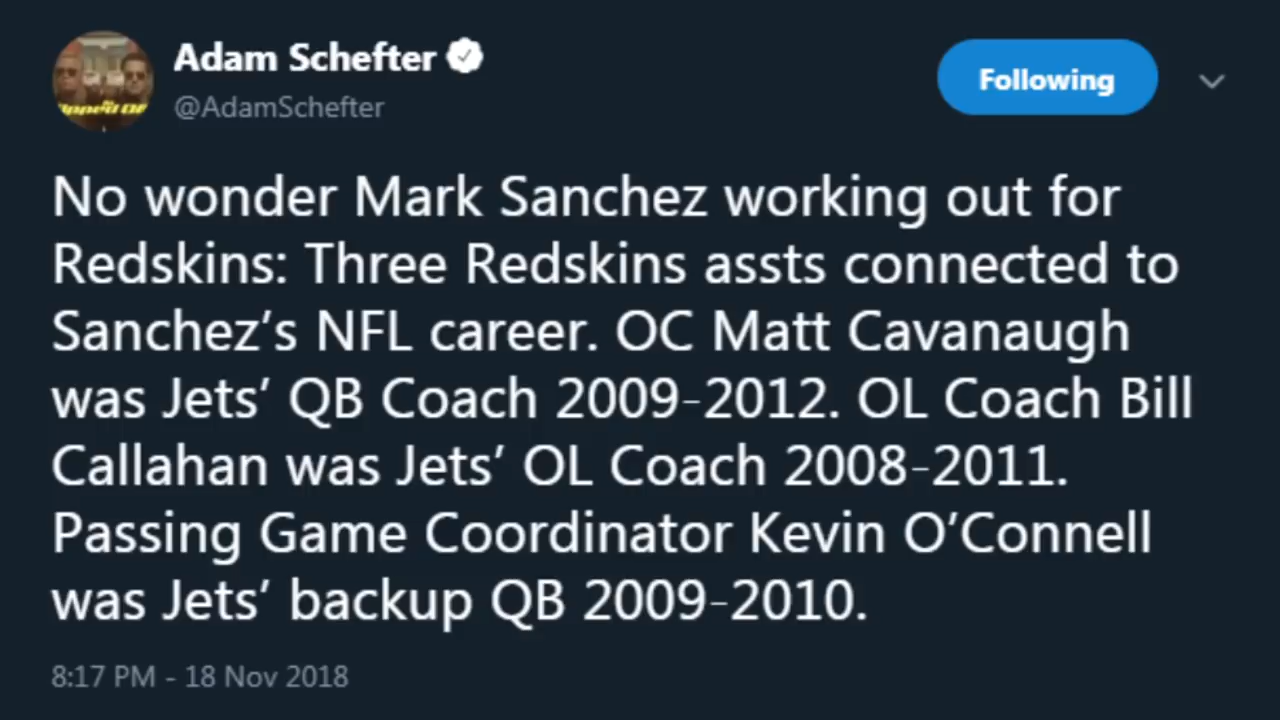 Adam Schefter
@AdamSchefter
Following
No wonder Mark Sanchez working out for
Redskins: Three Redskins assts connected to
Sanchez’s NFL career. OC Matt Cavanaugh
was Jets’ QB Coach 2009-2012. OL Coach Bill
Callahan was Jets’ OL Coach 2008-2011.
Passing Game Coordinator Kevin O’Connell
was Jets’ backup QB 2009-2010.
8:17 PM - 18 Nov 2018